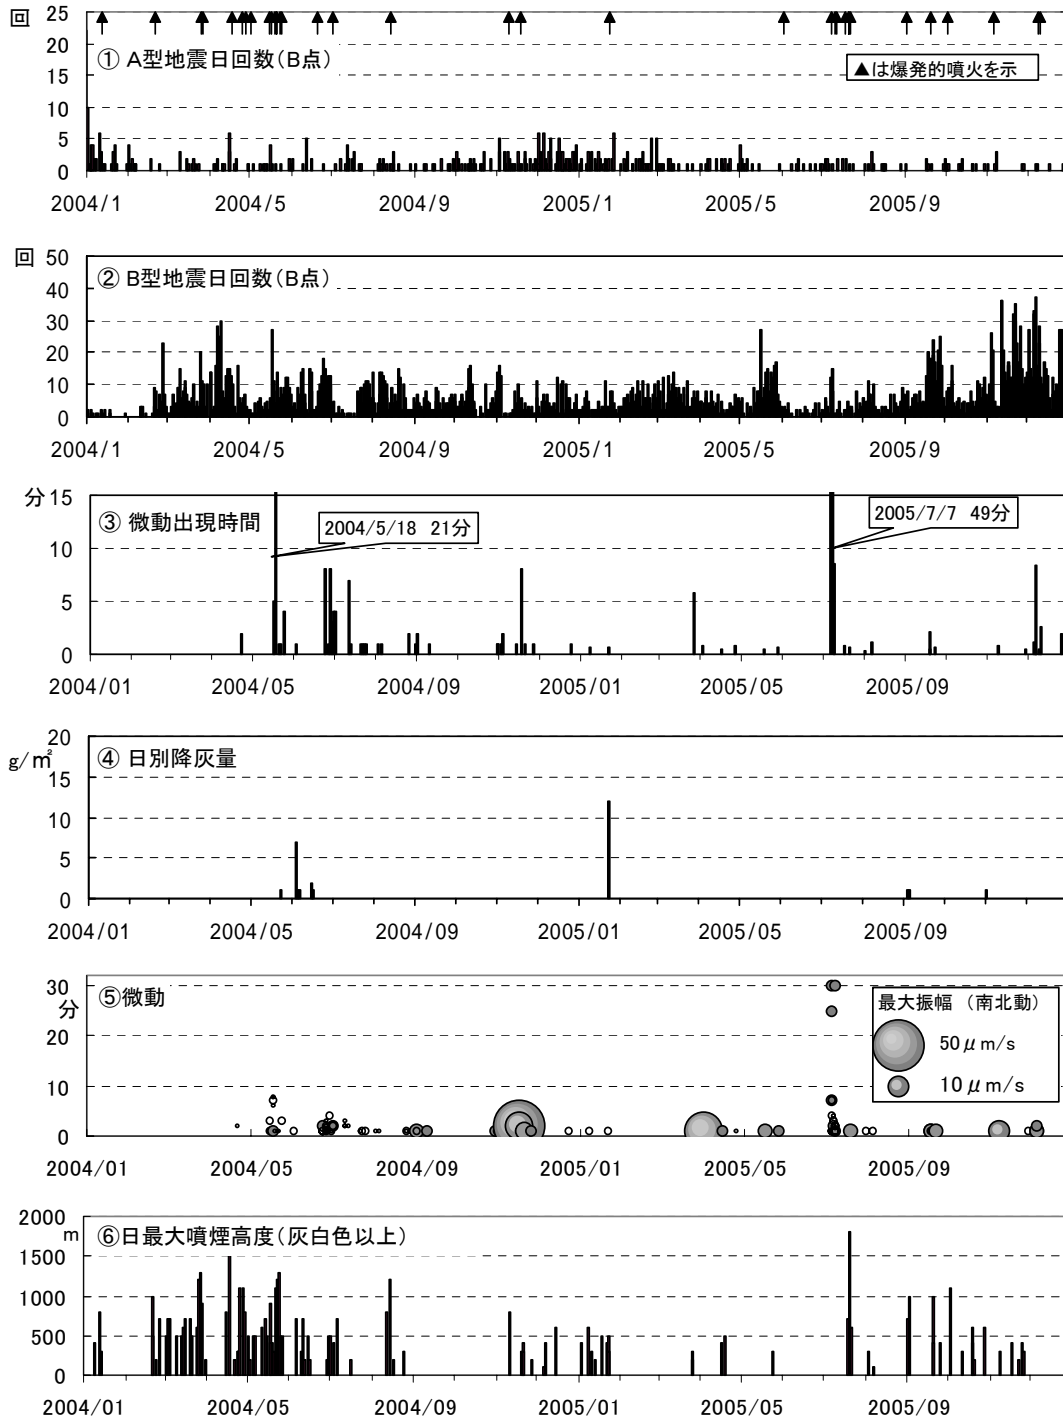 回 25
20
15
10
5
0
① A型地震日回数(B点)
▲は爆発的噴火を示
2004/1 2004/5 2004/9 2005/1 2005/5 2005/9
回 50
40
30
20
10
0
② B型地震日回数(B点)
2004/1 2004/5 2004/9 2005/1 2005/5 2005/9
分 15
10
5
0
③ 微動出現時間
2004/5/18 21分
2005/7/7 49分
2004/01 2004/05 2004/09 2005/01 2005/05 2005/09
g/㎡
20
15
10
5
0
④ 日別降灰量
2004/01 2004/05 2004/09 2005/01 2005/05 2005/09
30
分
20
10
0
⑤微動
最大振幅 (南北動)
50μm/s
10μm/s
2004/01 2004/05 2004/09 2005/01 2005/05 2005/09
2000
m
1500
1000
500
0
⑥日最大噴煙高度(灰白色以上)
2004/01 2004/05 2004/09 2005/01 2005/05 2005/09